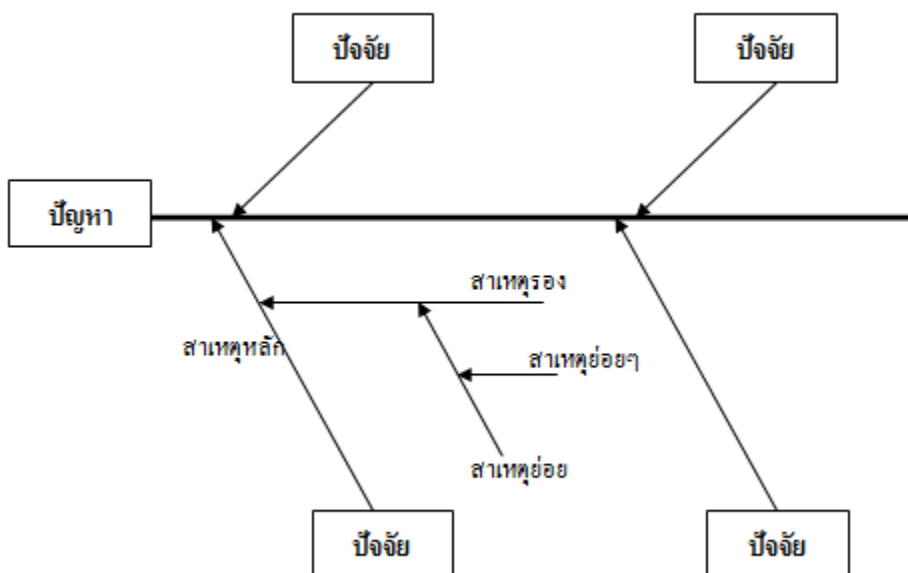 ปัจจัย
ปัจจัย
ปัญหา
สาเหตุรอง
สาเหตุหลัก
สาเหตุย่อยๆ
สาเหตุย่อย
ปัจจัย
ปัจจัย